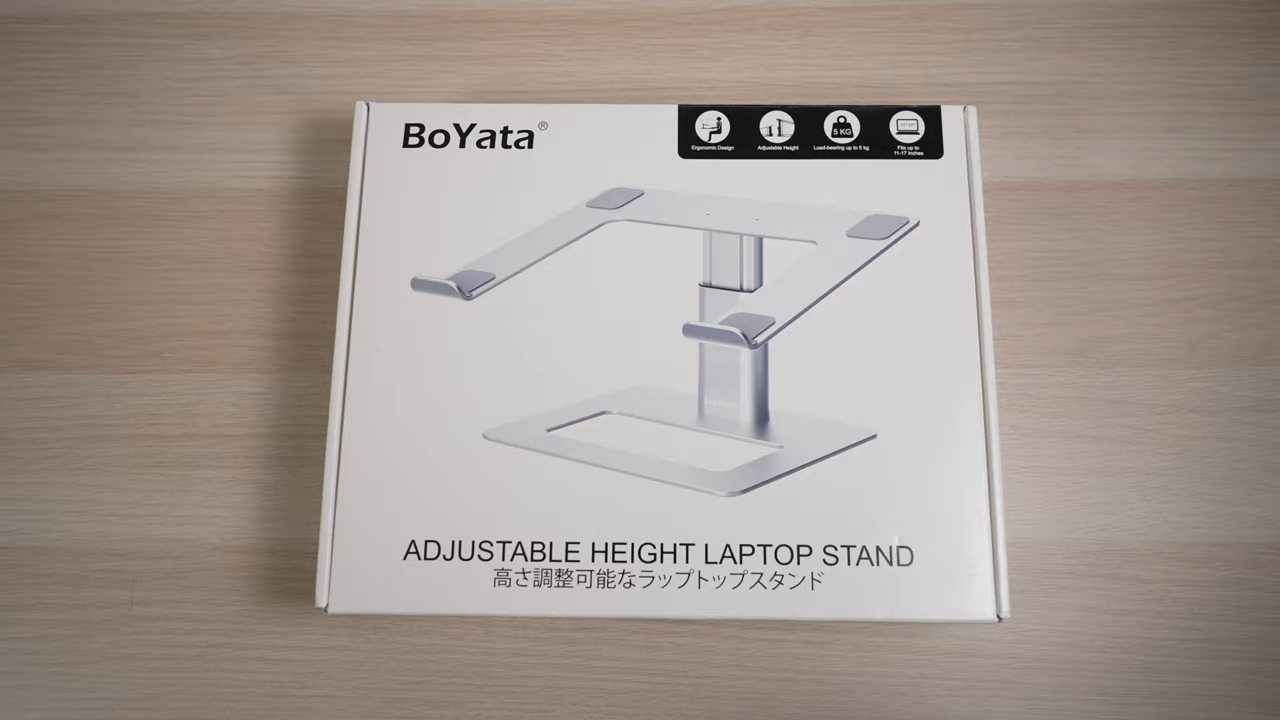 BoYata®
Ergonomic Design
Adjustable Height
5 KG
Load-bearing up to 5 kg
Fits up to
11-17 inches
ADJUSTABLE HEIGHT LAPTOP STAND
高さ調整可能なラップトップスタンド